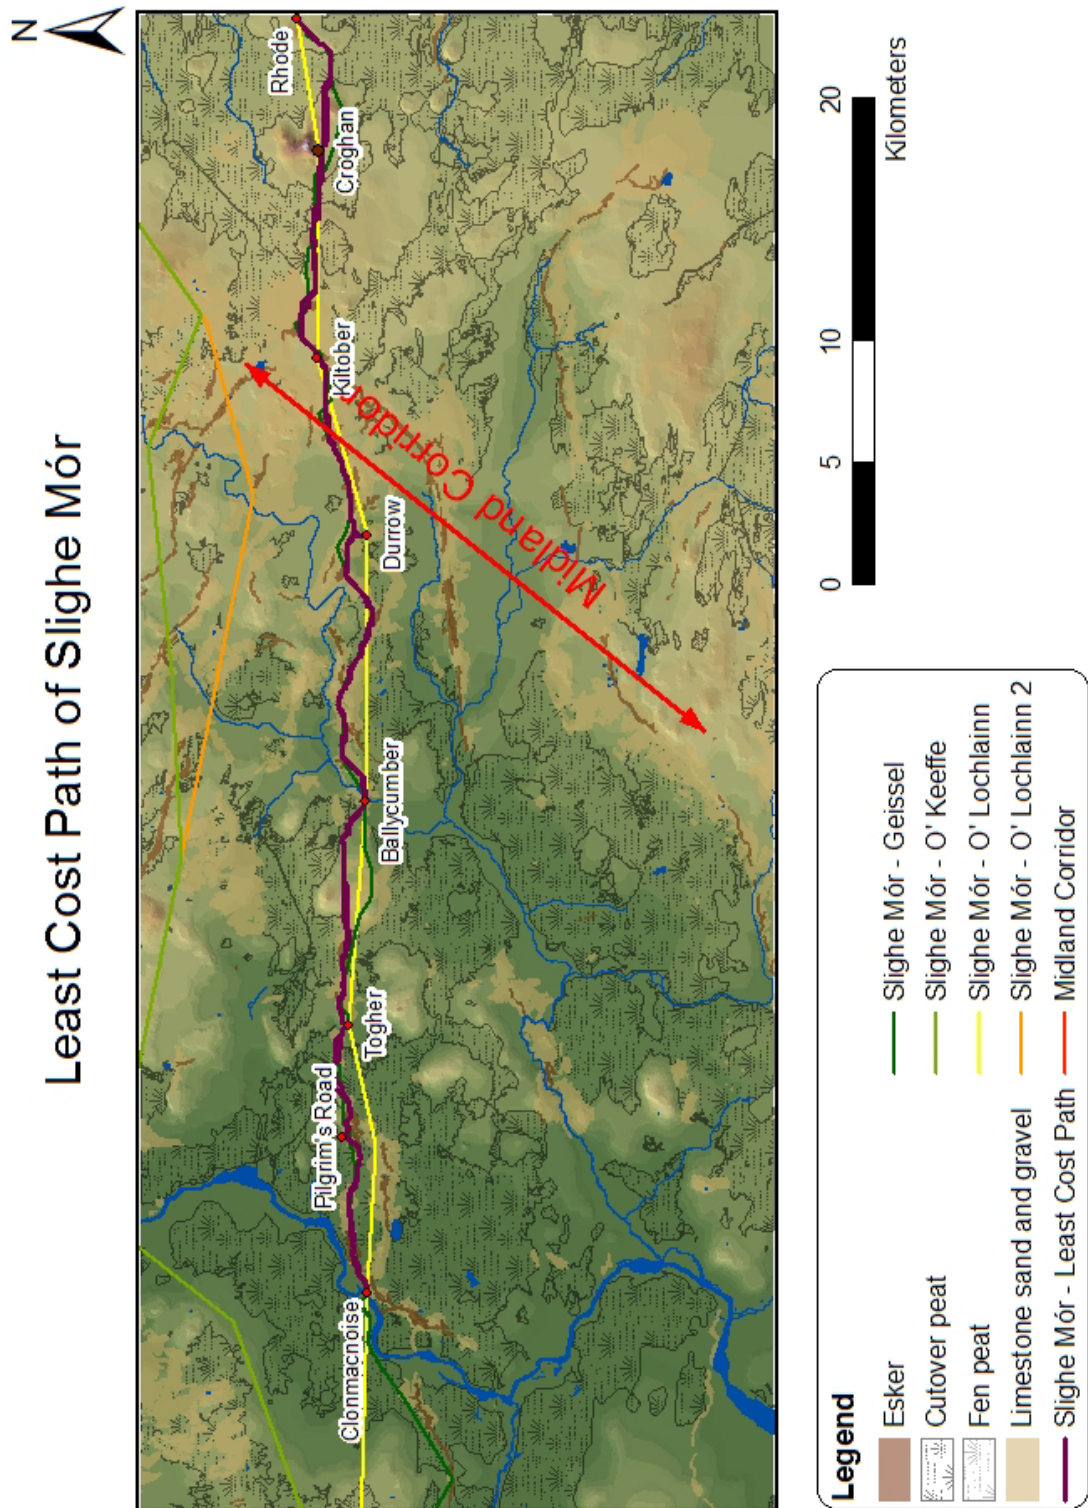 Least Cost Path of Slighe Mór
N
Rhode
Croghan
Kiltober
Midland Corridor
Durrow
Ballycumber
Togher
Pilgrim's Road
Clonmacnoise
Legend
Esker
Cutover peat
Fen peat
Limestone sand and gravel
Slighe Mór - Least Cost Path
Slighe Mór - Geissel
Slighe Mór - O' Keeffe
Slighe Mór - O' Lochlainn
Slighe Mór - O' Lochlainn 2
Midland Corridor
0 5 10 20
Kilometers